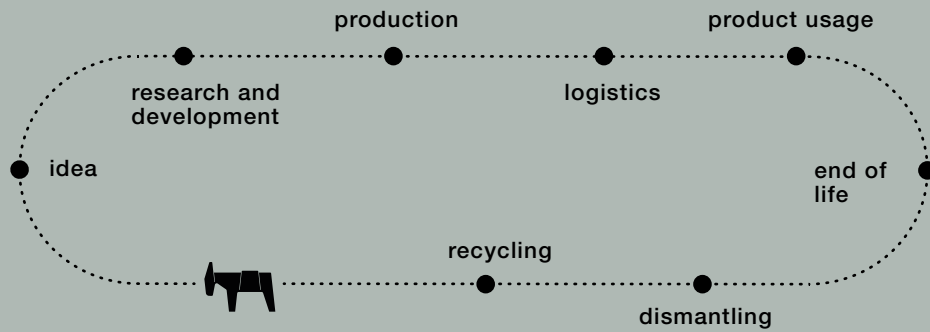 production
product usage
research and
development
logistics
idea
end of
life
recycling
dismantling